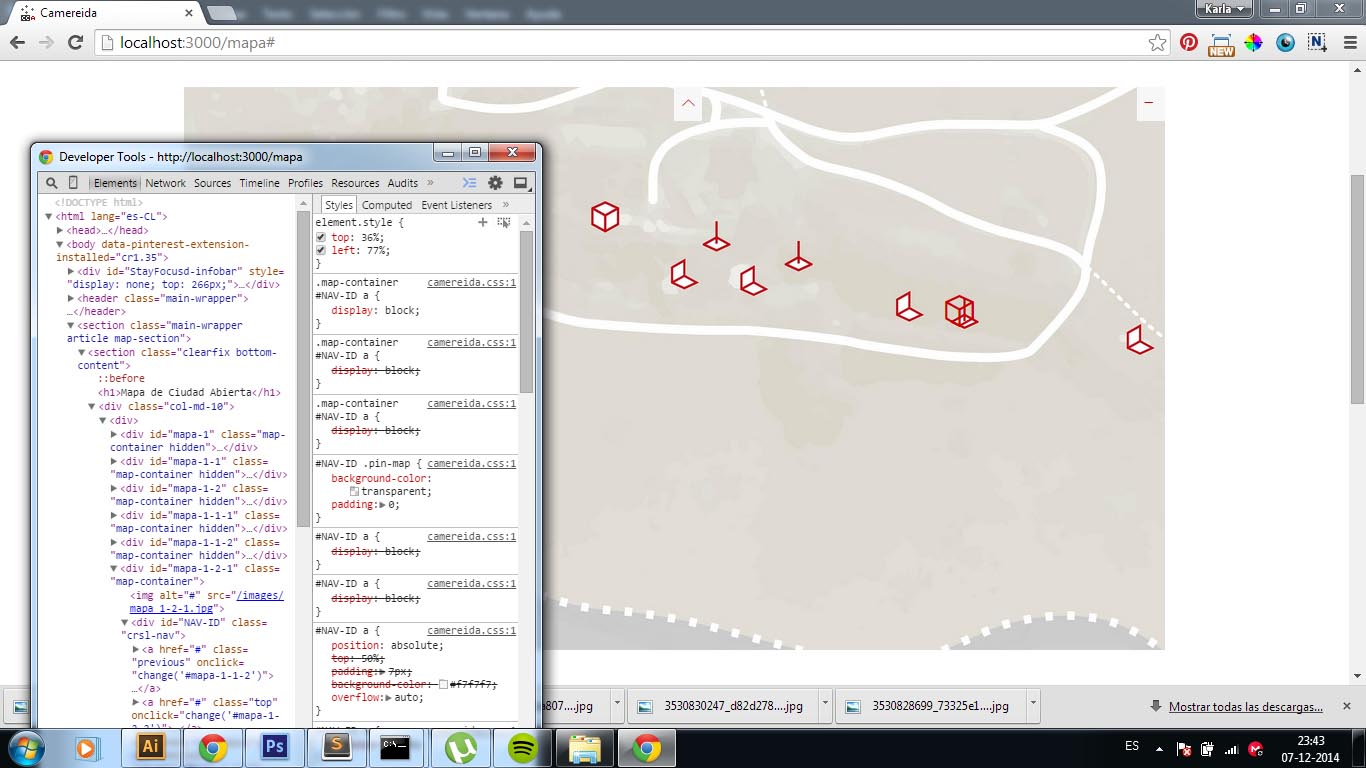 Camereida
Texto Selección Filtro Vista Ventana Ayuda
Karla
localhost:3000/mapa#
NEW
Developer Tools - http://localhost:3000/mapa
Elements Network Sources Timeline Profiles Resources Audits »
<!DOCTYPE html>
<html lang="es-CL">
<head>…</head>
<body data-pinterest-extension-
installed="cr1.35">
<div id="StayFocusd-infobar" style=
"display: none; top: 266px;">…</div>
<header class="main-wrapper">
…</header>
<section class="main-wrapper
article map-section">
<section class="clearfix bottom-
content">
::before
<h1>Mapa de Ciudad Abierta</h1>
<div class="col-md-10">
<div>
<div id="mapa-1" class="map-
container hidden">…</div>
<div id="mapa-1-1" class=
"map-container hidden">…</div>
<div id="mapa-1-2" class=
"map-container hidden">…</div>
<div id="mapa-1-1-1" class=
"map-container hidden">…</div>
<div id="mapa-1-1-2" class=
"map-container hidden">…</div>
<div id="mapa-1-2-1" class=
"map-container">
<img alt="#" src="/images/
mapa_1-2-1.jpg">
<div id="NAV-ID" class=
"crsl-nav">
<a href="#" class=
"previous" onclick=
"change('#mapa-1-1-2')">
…</a>
<a href="#" class="top"
onclick="change('#mapa-1-
Styles Computed Event Listeners »
element.style {
top: 36%;
left: 77%;
}
.map-container camereida.css:1
#NAV-ID a {
display: block;
}
.map-container camereida.css:1
#NAV-ID a {
display: block;
}
.map-container camereida.css:1
#NAV-ID a {
display: block;
}
#NAV-ID .pin-map { camereida.css:1
background-color:
transparent;
padding: 0;
}
#NAV-ID a { camereida.css:1
display: block;
}
#NAV-ID a { camereida.css:1
display: block;
}
#NAV-ID a { camereida.css:1
position: absolute;
top: 50%;
padding: 7px;
background-color: #f7f7f7;
overflow: auto;
}
a807....jpg
3530830247_d82d278....jpg
3530828699_73325e1....jpg
Mostrar todas las descargas...
Ai
Ps
S
C:\
µ
ES
23:43
07-12-2014